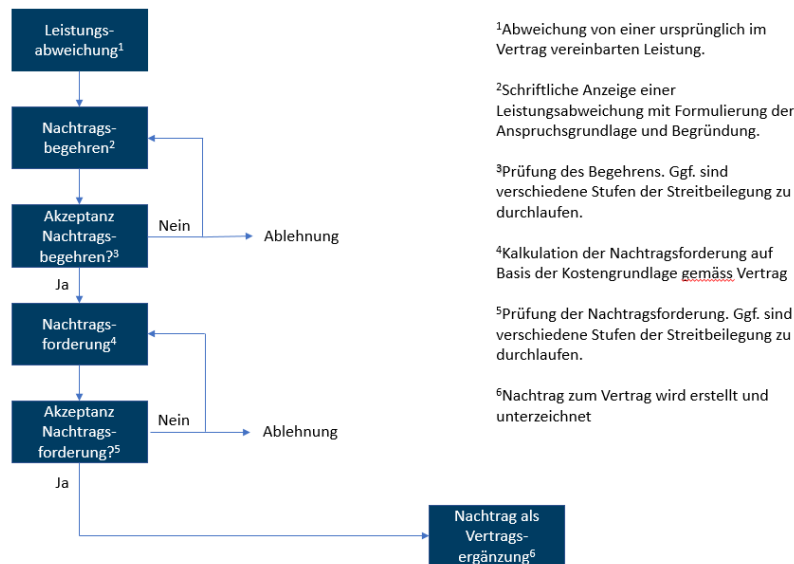 Leistungs-
abweichung¹
Nachtrags-
begehren²
Akzeptanz
Nachtrags-
begehren?³
Nein
Ablehnung
Ja
Nachtrags-
forderung⁴
Akzeptanz
Nachtrags-
forderung?⁵
Nein
Ablehnung
Ja
Nachtrag als
Vertrags-
ergänzung⁶
¹Abweichung von einer ursprünglich im
Vertrag vereinbarten Leistung.
²Schriftliche Anzeige einer
Leistungsabweichung mit Formulierung der
Anspruchsgrundlage und Begründung.
³Prüfung des Begehrens. Ggf. sind
verschiedene Stufen der Streitbeilegung zu
durchlaufen.
⁴Kalkulation der Nachtragsforderung auf
Basis der Kostengrundlage gemäss Vertrag
⁵Prüfung der Nachtragsforderung. Ggf. sind
verschiedene Stufen der Streitbeilegung zu
durchlaufen.
⁶Nachtrag zum Vertrag wird erstellt und
unterzeichnet